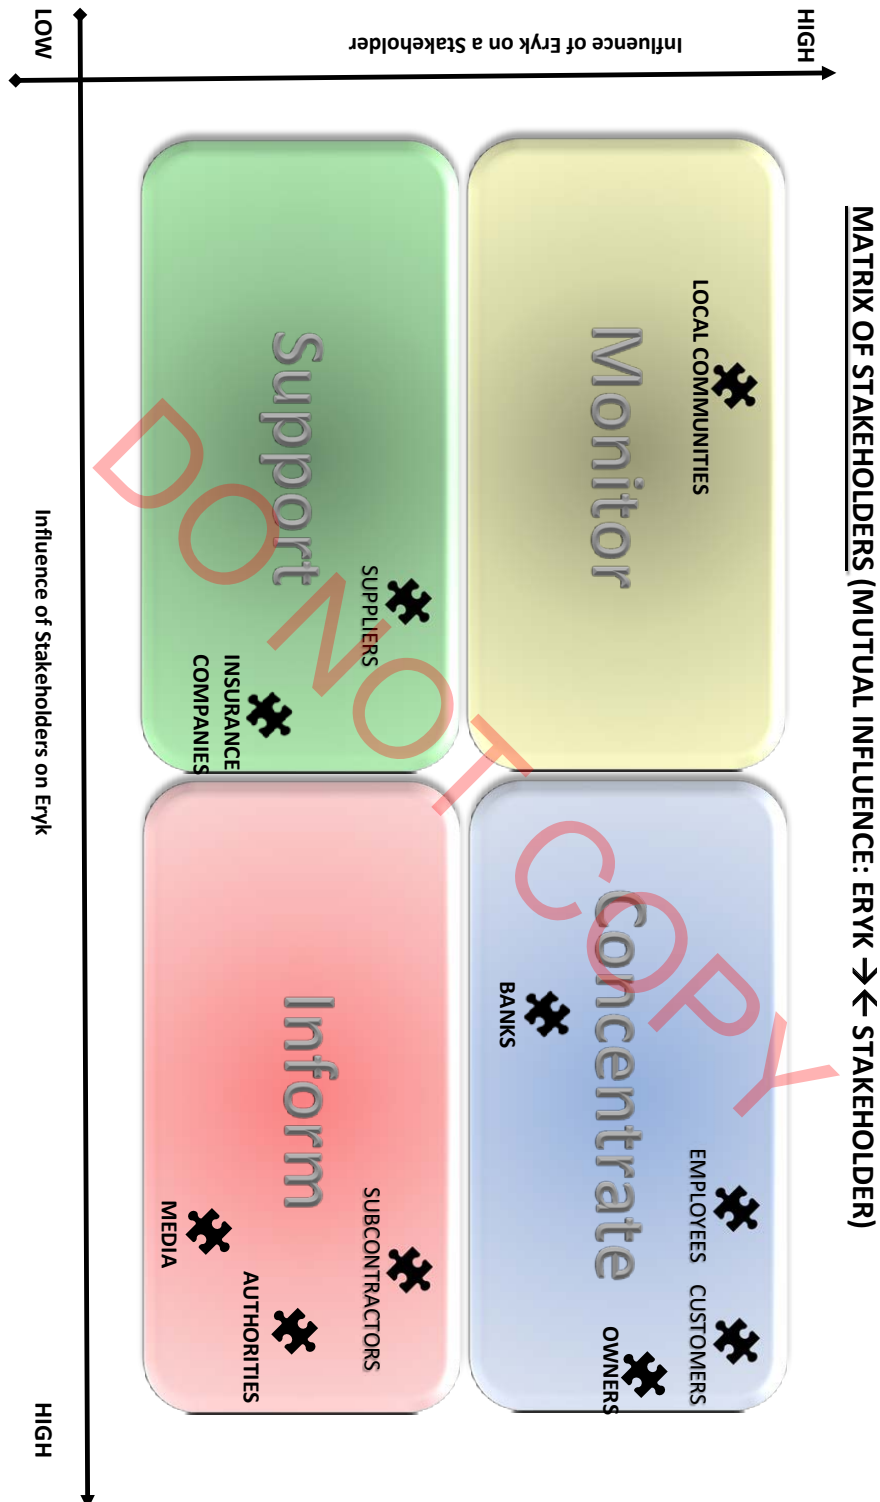 MATRIX OF STAKEHOLDERS (MUTUAL INFLUENCE: ERYK →← STAKEHOLDER)
HIGH
Influence of Eryk on a Stakeholder
LOW
LOCAL COMMUNITIES
Monitor
EMPLOYEES
CUSTOMERS
OWNERS
Concentrate
BANKS
SUPPLIERS
Support
INSURANCE
COMPANIES
SUBCONTRACTORS
Inform
AUTHORITIES
MEDIA
Influence of Stakeholders on Eryk
HIGH
DO NOT COPY